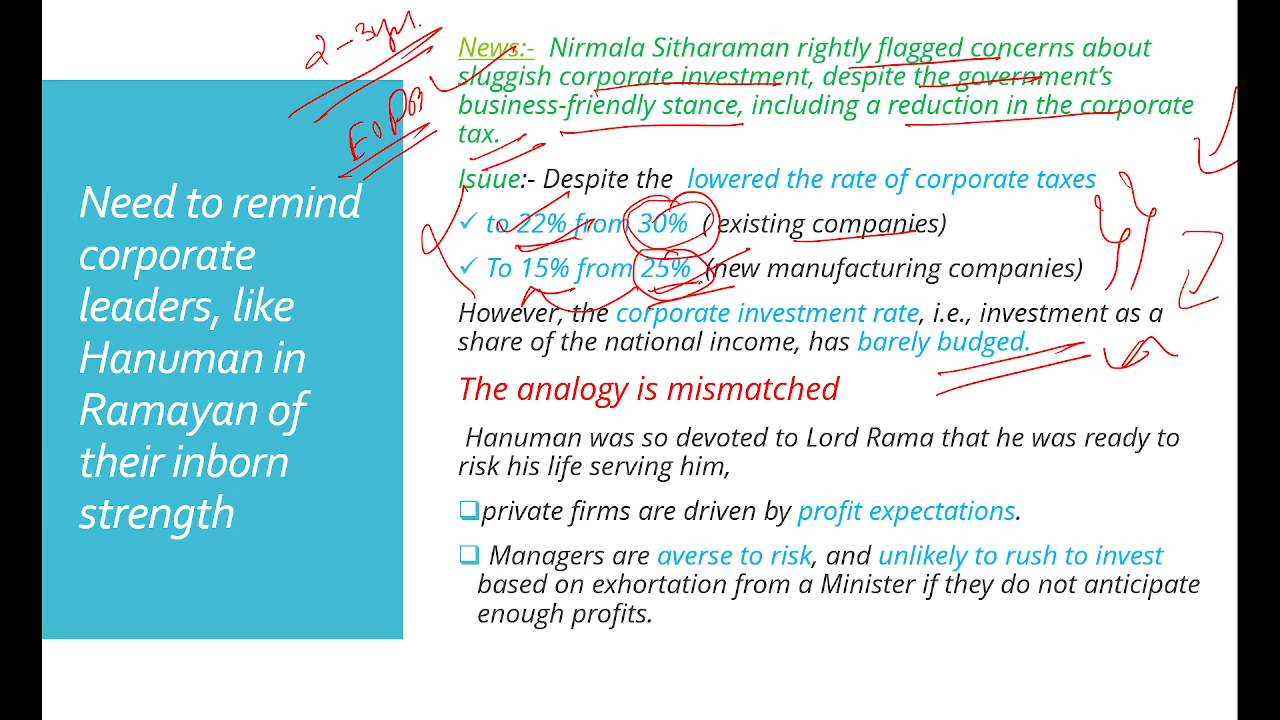 Need to remind
corporate
leaders, like
Hanuman in
Ramayan of
their inborn
strength
2-3yr.
News:- Nirmala Sitharaman rightly flagged concerns about
sluggish corporate investment, despite the government's
business-friendly stance, including a reduction in the corporate
tax.
Isuue:- Despite the lowered the rate of corporate taxes
✓ to 22% from 30% ( existing companies)
✓ To 15% from 25% (new manufacturing companies)
However, the corporate investment rate, i.e., investment as a
share of the national income, has barely budged.
The analogy is mismatched
Hanuman was so devoted to Lord Rama that he was ready to
risk his life serving him,
❑private firms are driven by profit expectations.
❑ Managers are averse to risk, and unlikely to rush to invest
based on exhortation from a Minister if they do not anticipate
enough profits.